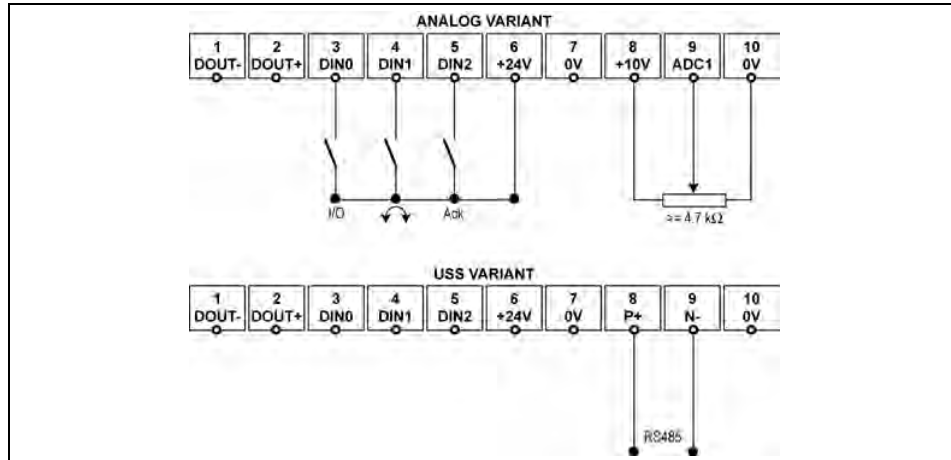 ANALOG VARIANT
1 2 3 4 5 6 7 8 9 10
DOUT- DOUT+ DIN0 DIN1 DIN2 +24V 0V +10V ADC1 0V
I/O Ack >= 4.7 kΩ
USS VARIANT
1 2 3 4 5 6 7 8 9 10
DOUT- DOUT+ DIN0 DIN1 DIN2 +24V 0V P+ N- 0V
RS485